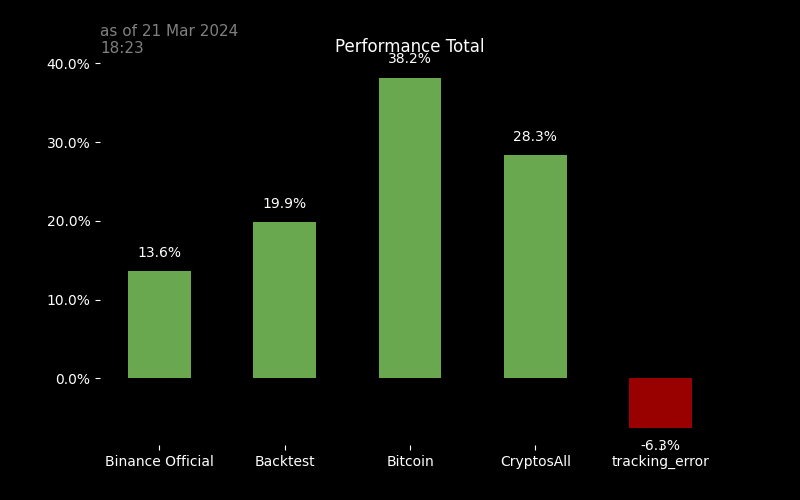 as of 21 Mar 2024
18:23
Performance Total
40.0%
30.0%
20.0%
10.0%
0.0%
13.6%
19.9%
38.2%
28.3%
-6.3%
Binance Official
Backtest
Bitcoin
CryptosAll
tracking_error